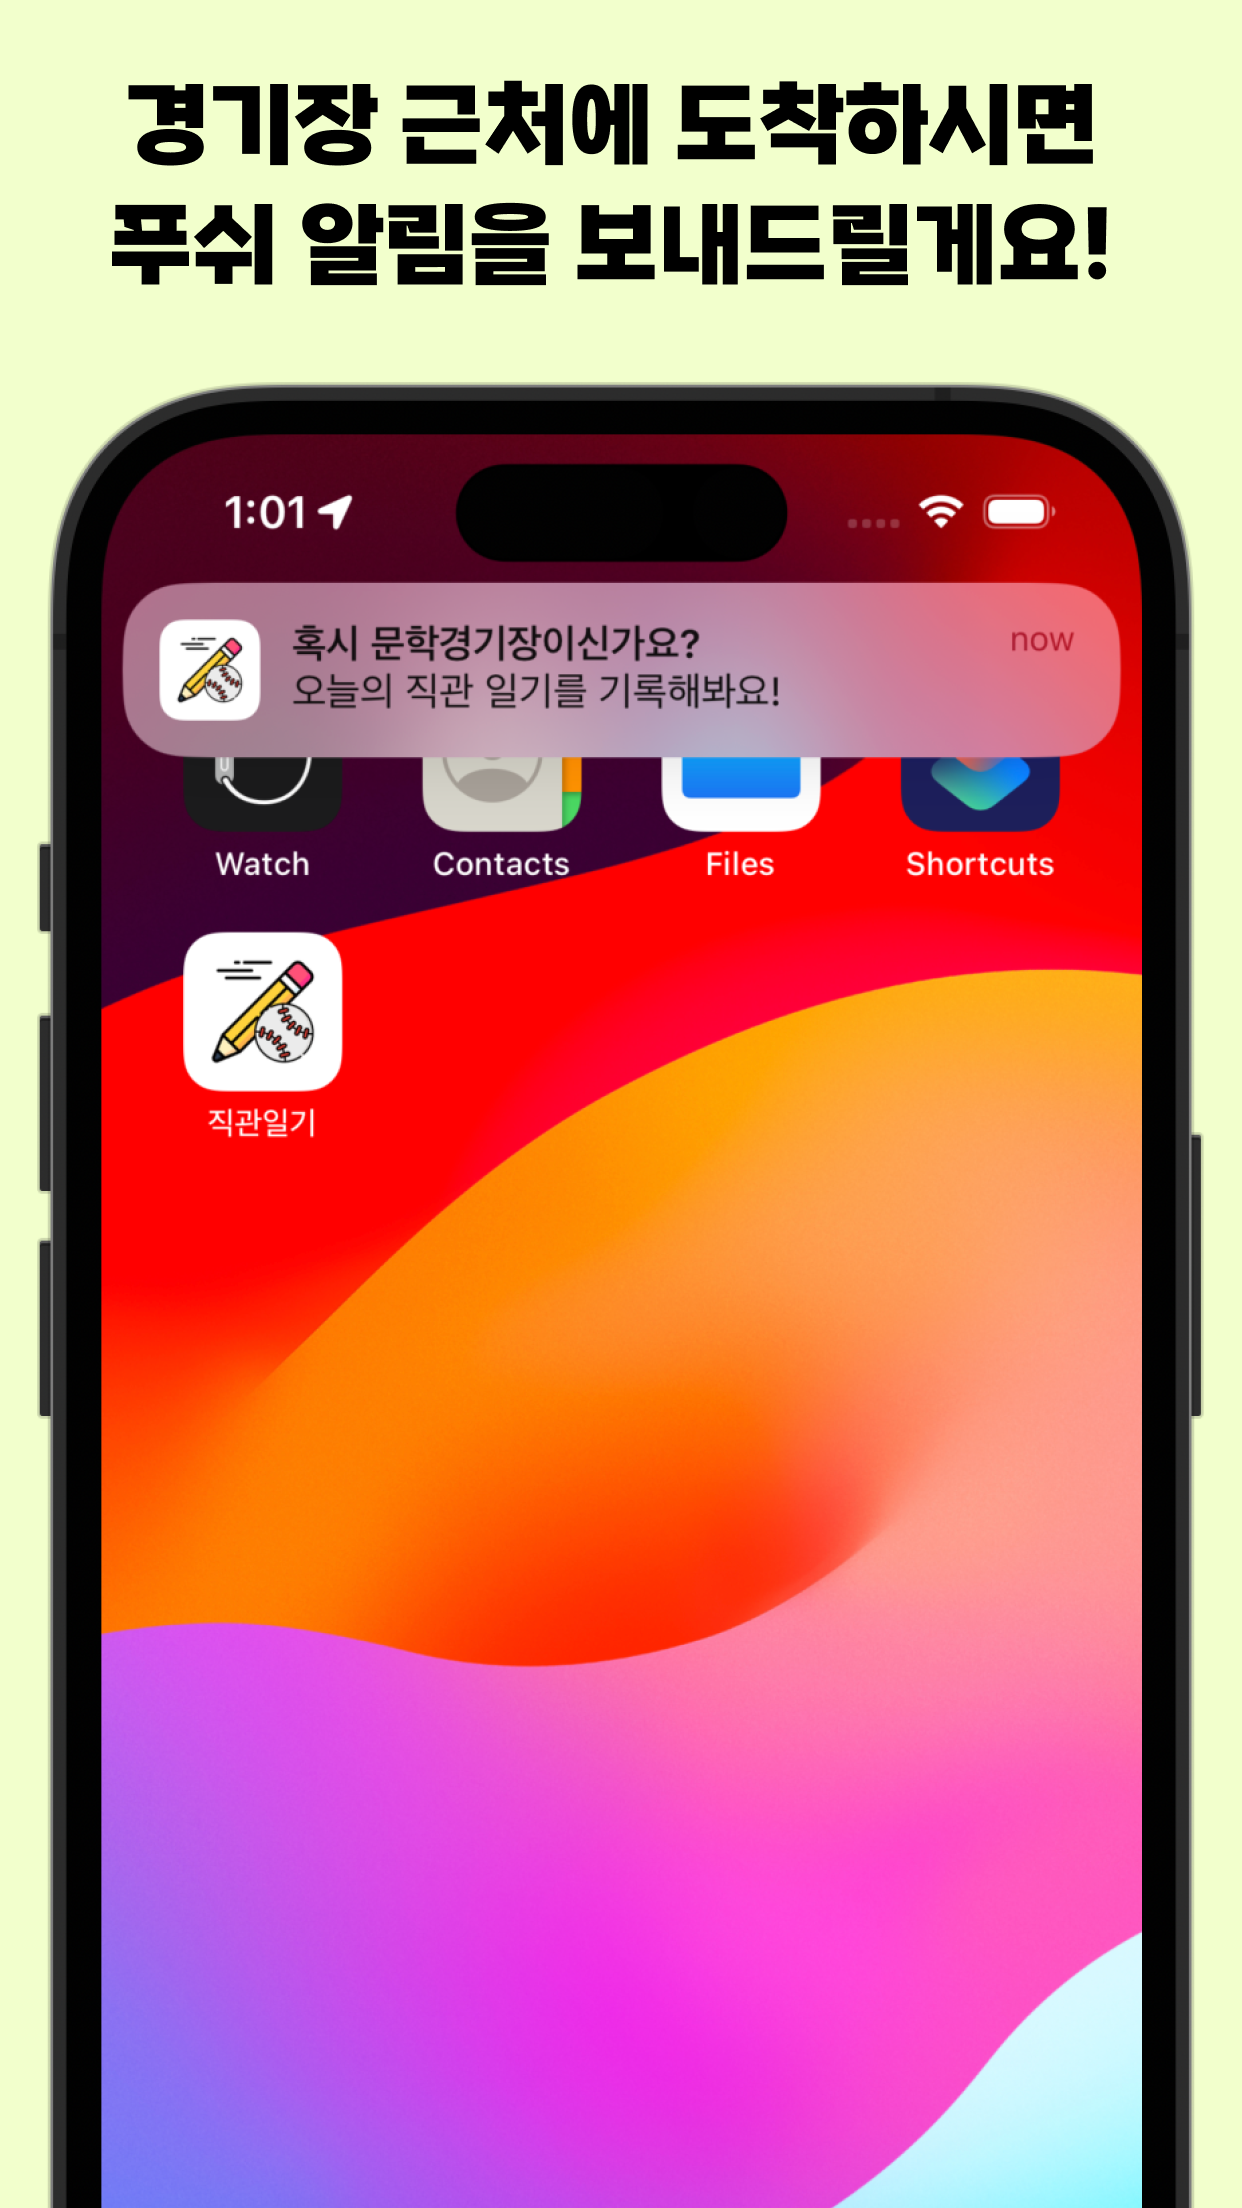 경기장 근처에 도착하시면
푸쉬 알림을 보내드릴게요!
1:01
혹시 문학경기장이신가요?
now
오늘의 직관 일기를 기록해봐요!
Watch
Contacts
Files
Shortcuts
직관일기